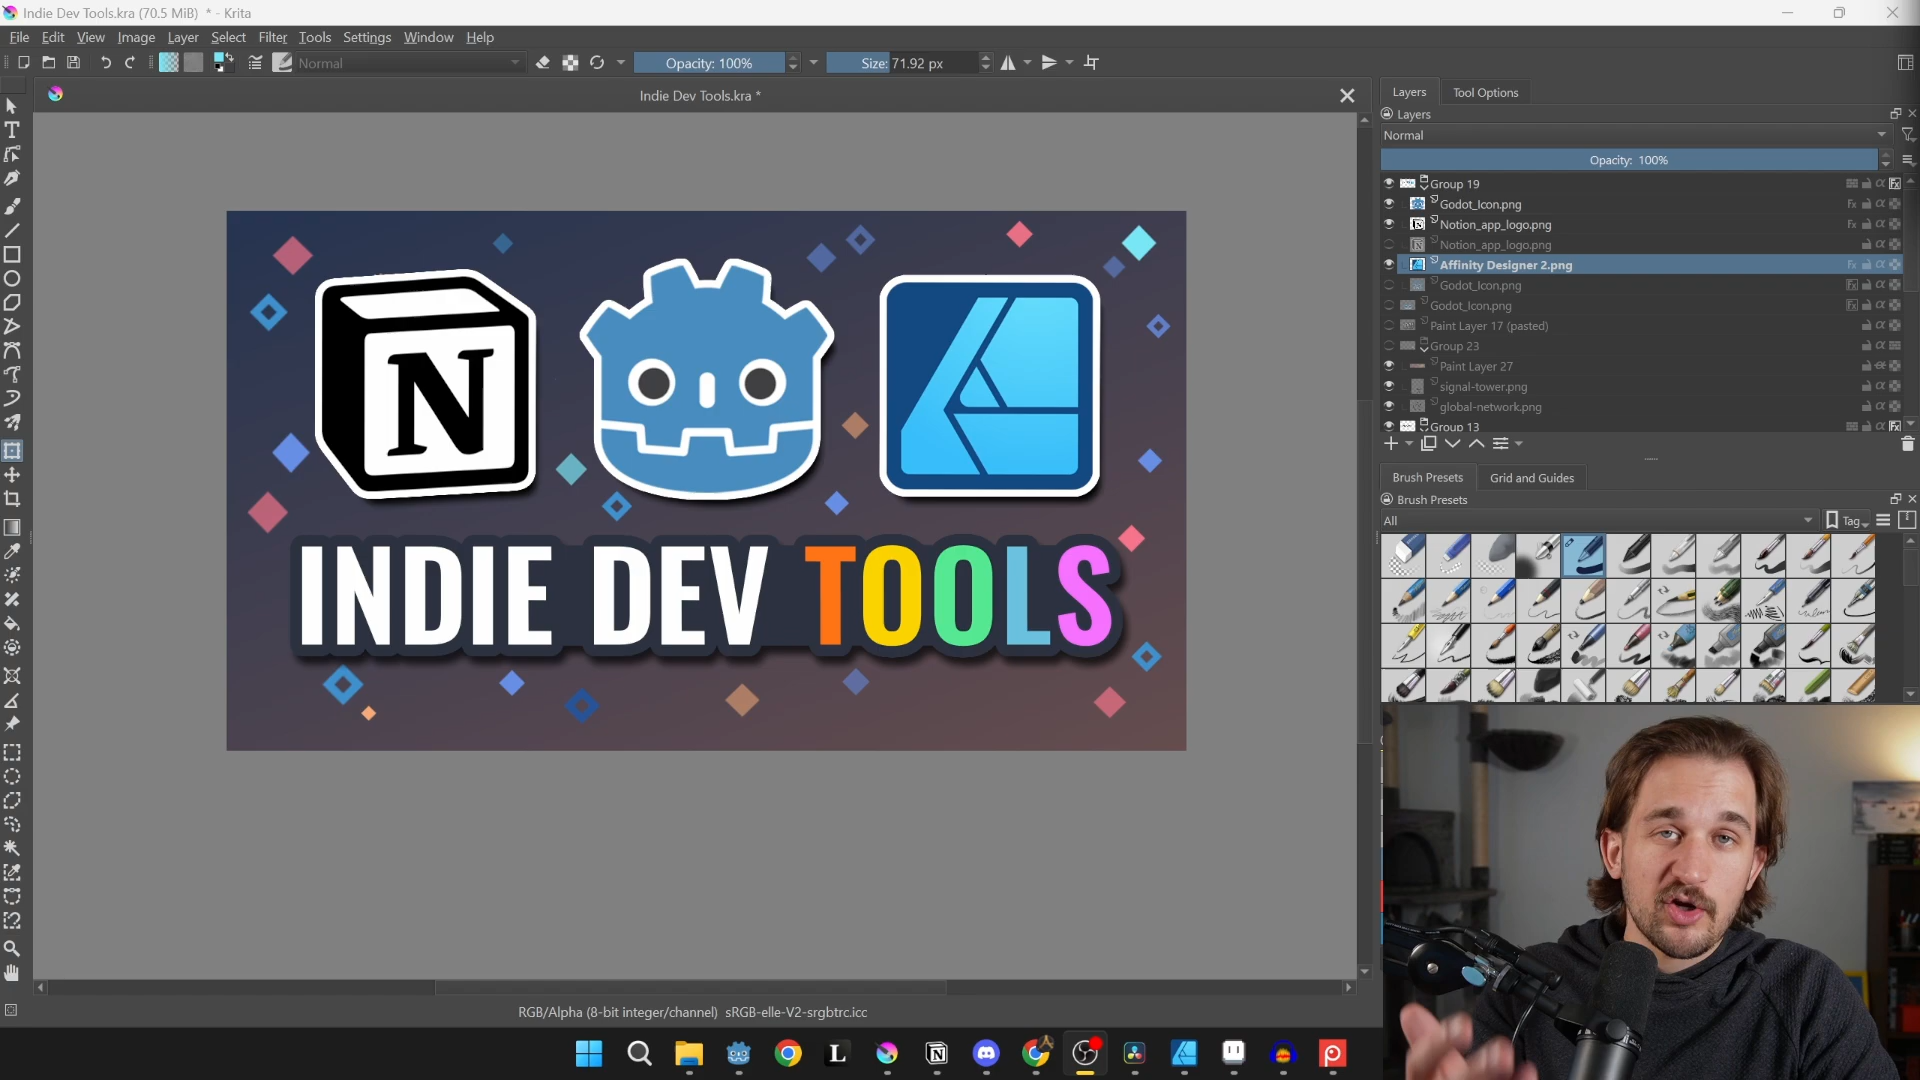 Indie Dev Tools.kra (70.5 MiB) * - Krita
File Edit View Image Layer Select Filter Tools Settings Window Help
Normal
Opacity: 100%
Size: 71.92 px
Indie Dev Tools.kra *
Layers
Tool Options
Layers
Normal
Opacity: 100%
Group 19
Godot_Icon.png
Notion_app_logo.png
Notion_app_logo.png
Affinity Designer 2.png
Godot_Icon.png
Godot_Icon.png
Paint Layer 17 (pasted)
Group 23
Paint Layer 27
signal-tower.png
global-network.png
Group 13
N
INDIE DEV TOOLS
Brush Presets
Grid and Guides
Brush Presets
All
Tag
RGB/Alpha (8-bit integer/channel) sRGB-elle-V2-srgbtrc.icc
L
N